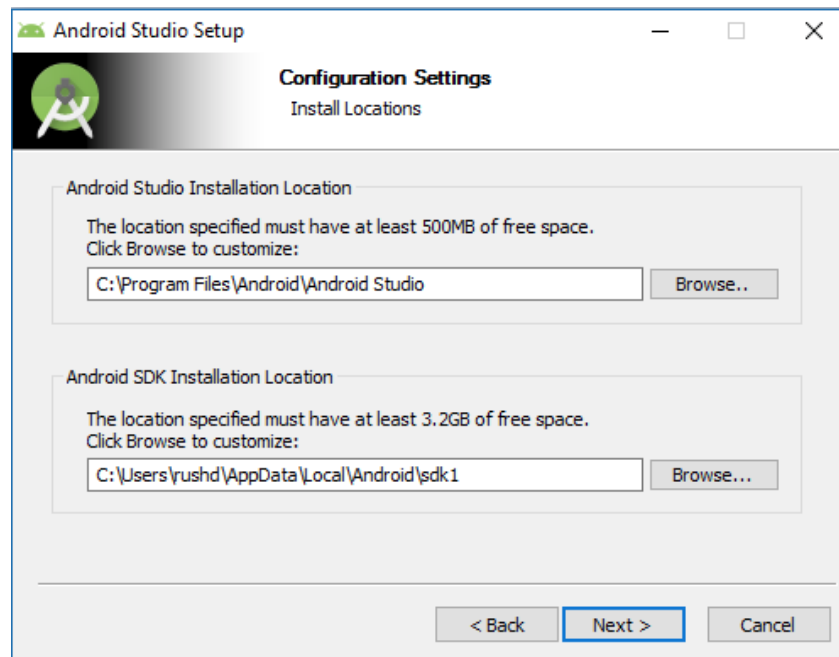 Android Studio Setup
Configuration Settings
Install Locations
Android Studio Installation Location
The location specified must have at least 500MB of free space.
Click Browse to customize:
C:\Program Files\Android\Android Studio
Browse..
Android SDK Installation Location
The location specified must have at least 3.2GB of free space.
Click Browse to customize:
C:\Users\rushd\AppData\Local\Android\sdk1
Browse...
< Back
Next >
Cancel